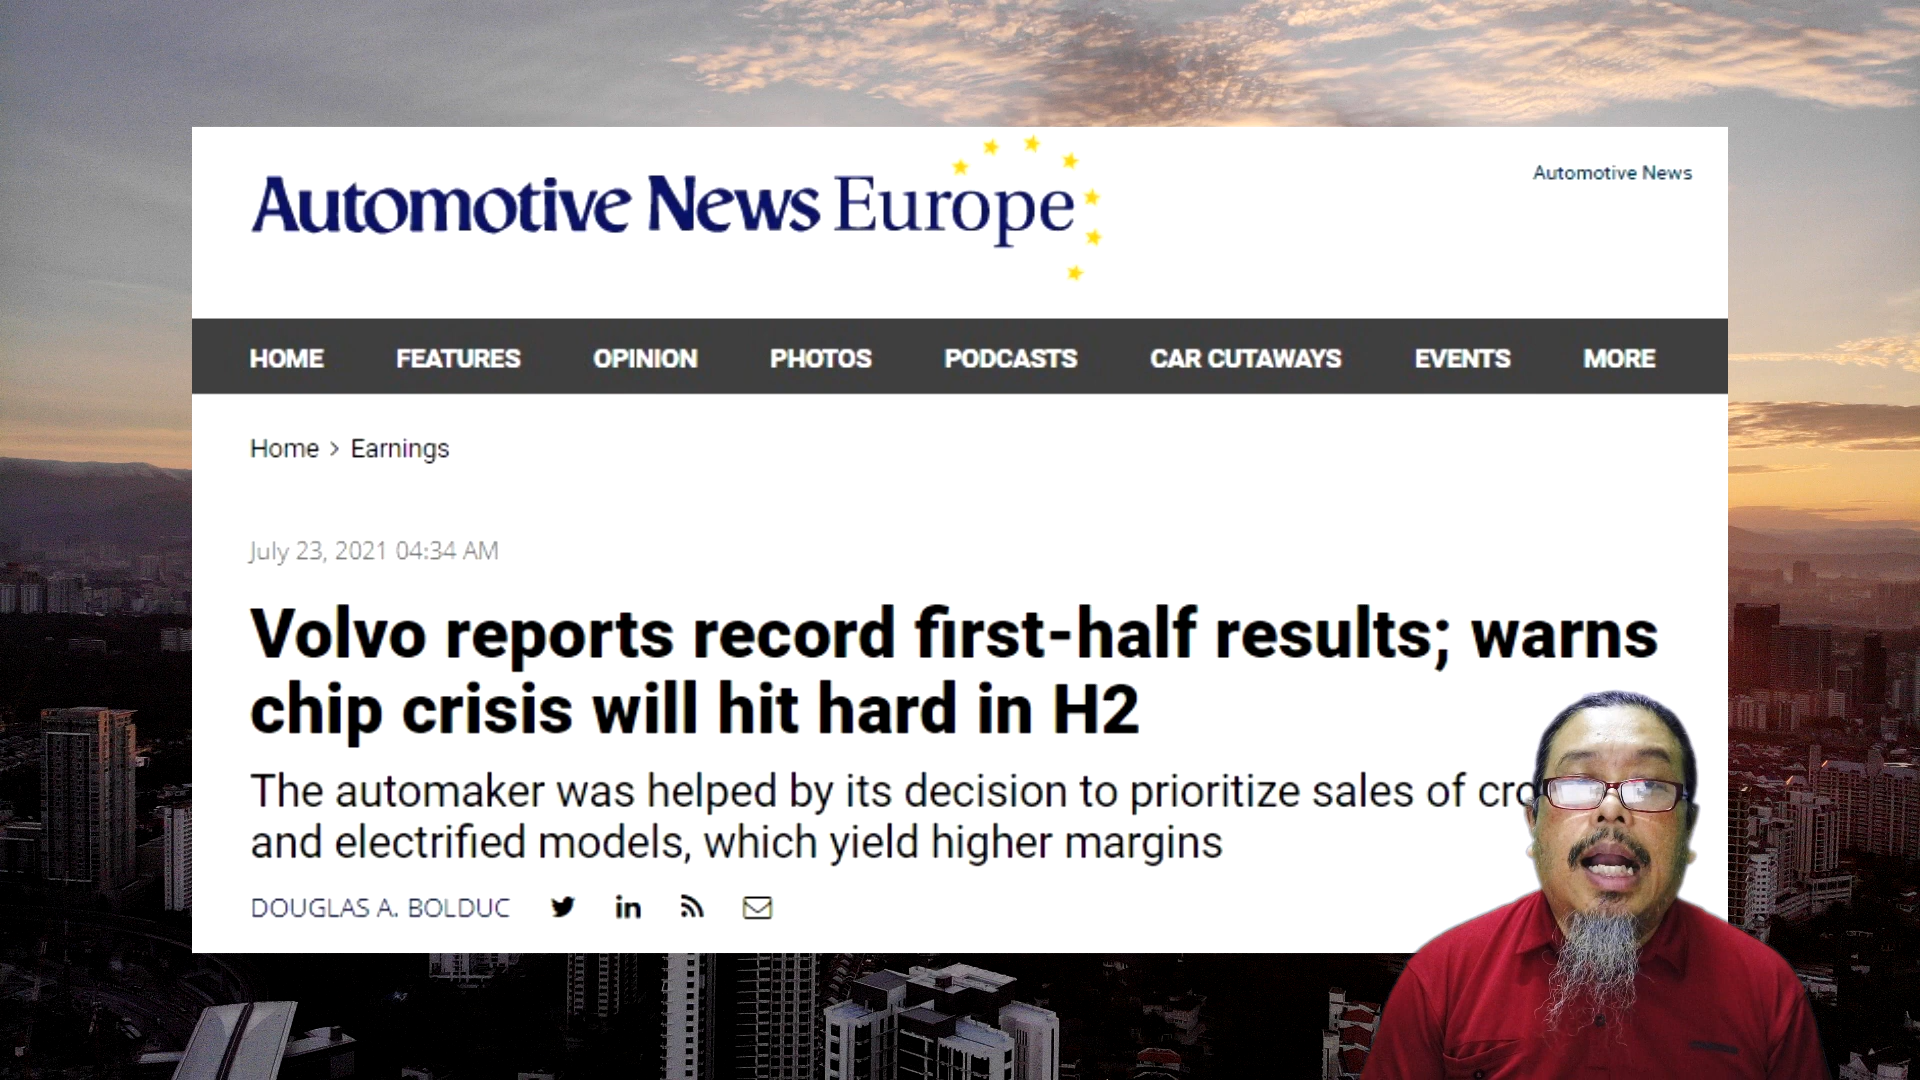 Automotive News Europe
Automotive News
HOME FEATURES OPINION PHOTOS PODCASTS CAR CUTAWAYS EVENTS MORE
Home > Earnings
July 23, 2021 04:34 AM
Volvo reports record first-half results; warns
chip crisis will hit hard in H2
The automaker was helped by its decision to prioritize sales of
and electrified models, which yield higher margins
DOUGLAS A. BOLDUC